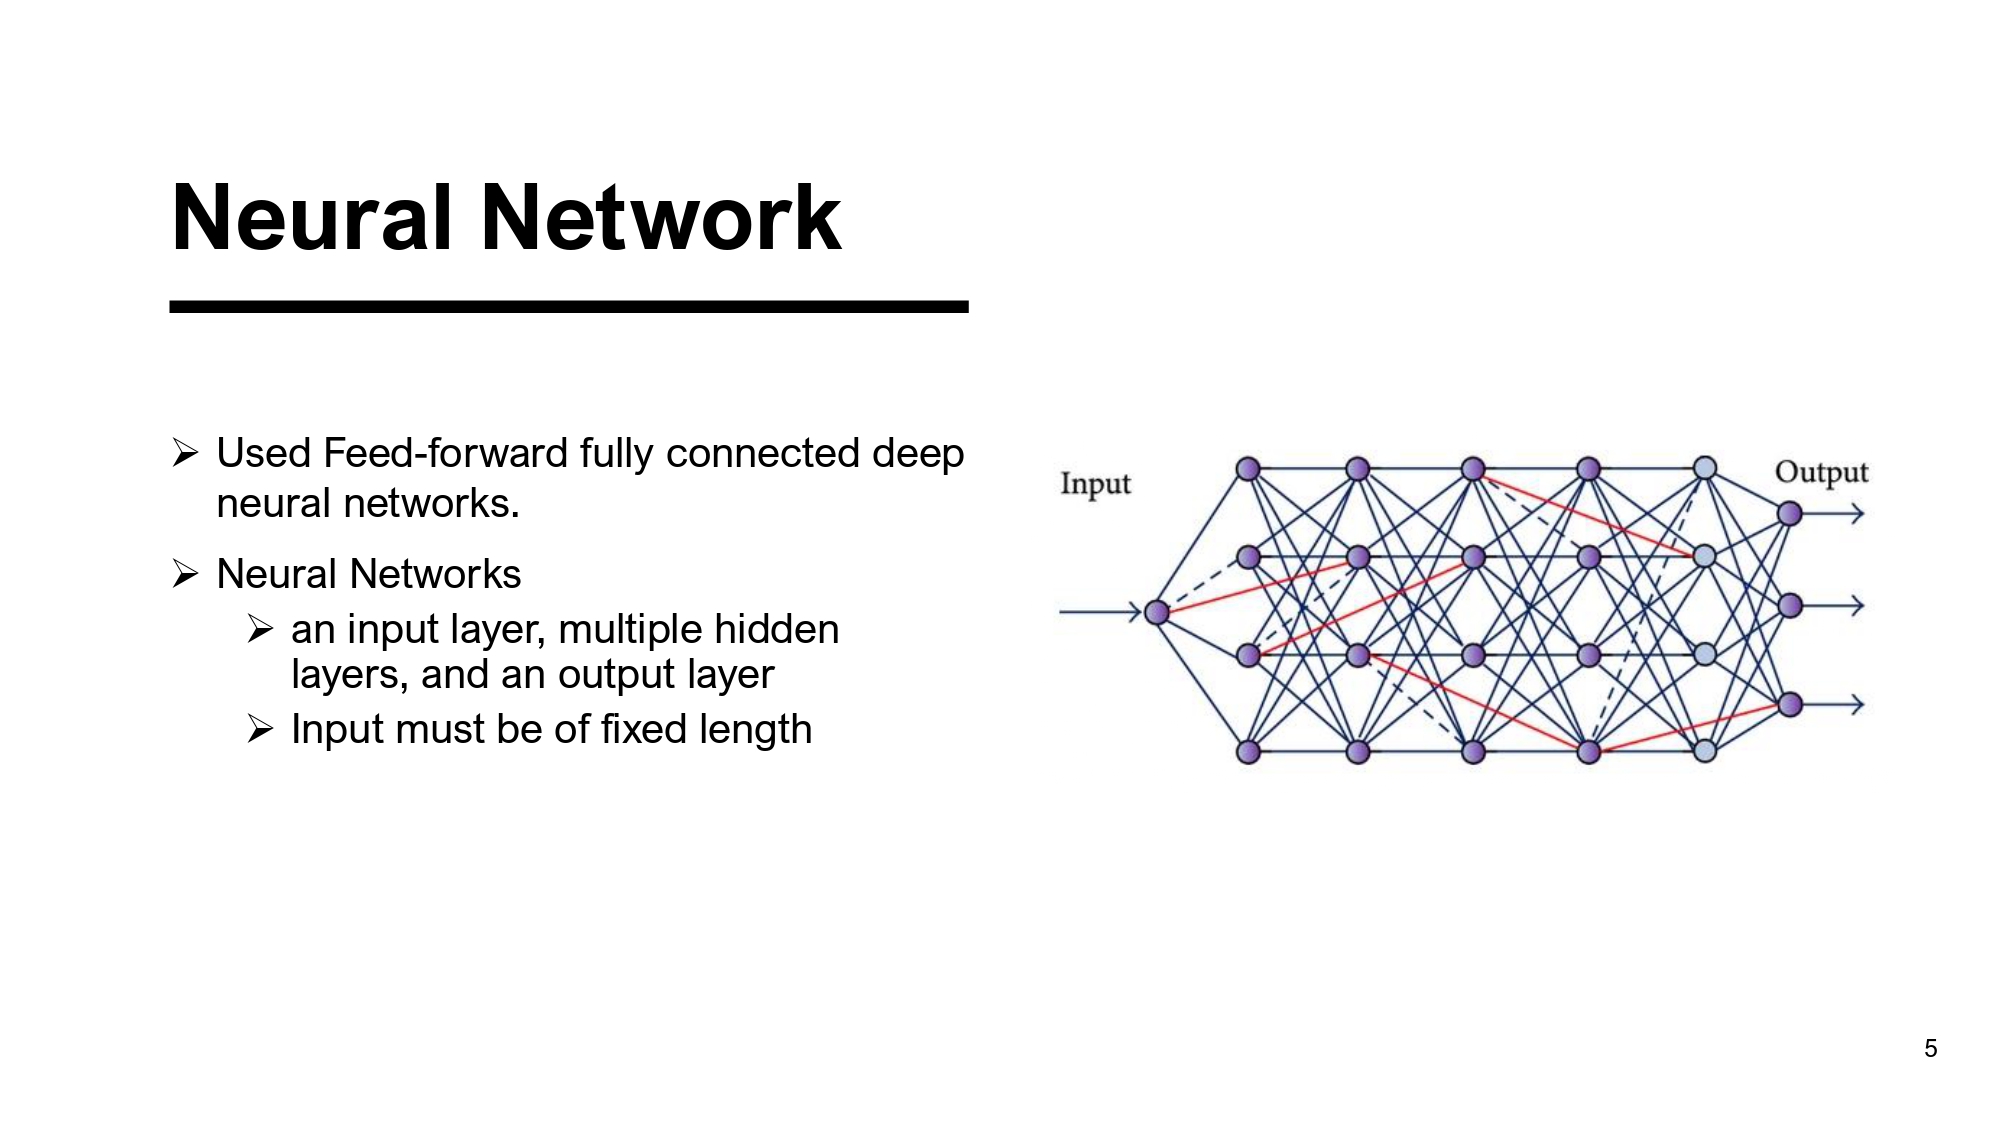 Neural Network
➢ Used Feed-forward fully connected deep
neural networks.
➢ Neural Networks
➢ an input layer, multiple hidden
layers, and an output layer
➢ Input must be of fixed length
Input
Output
5